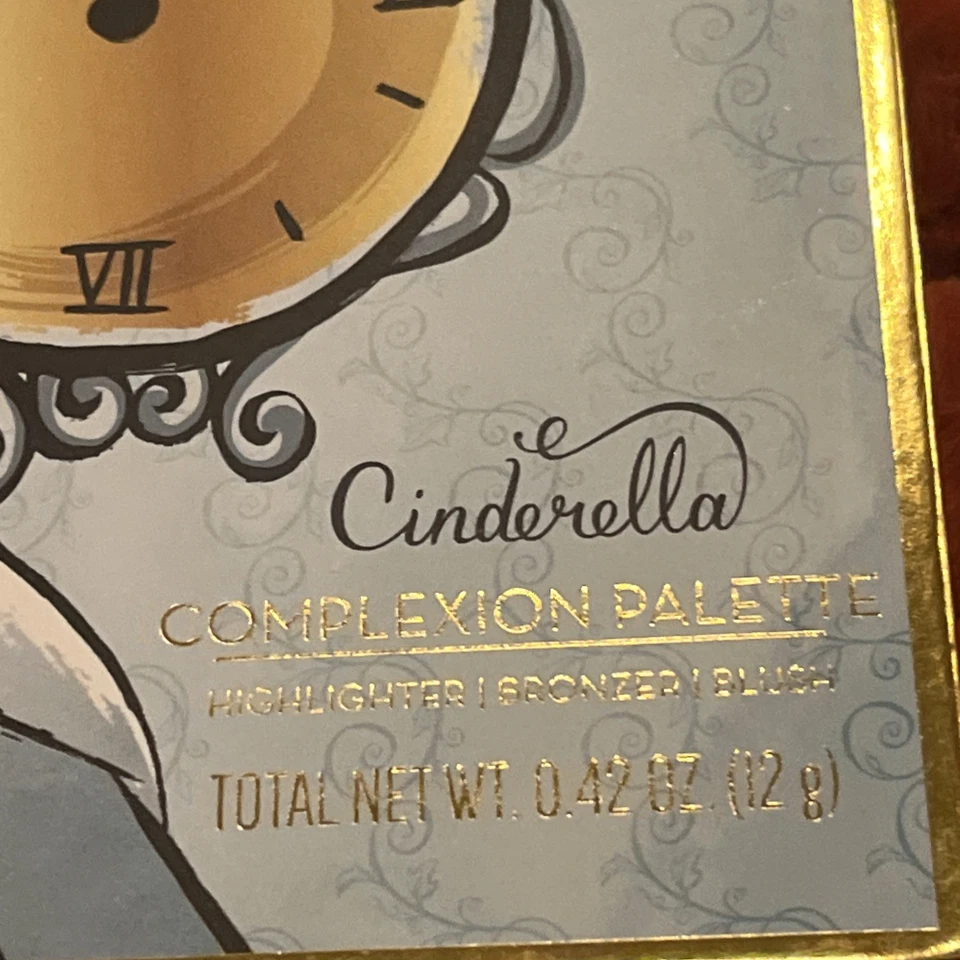 VII
Cinderella
COMPLEXION PALETTE
HIGHLIGHTER | BRONZER | BLUSH
TOTAL NET WT. 0.42 OZ. (12 g)